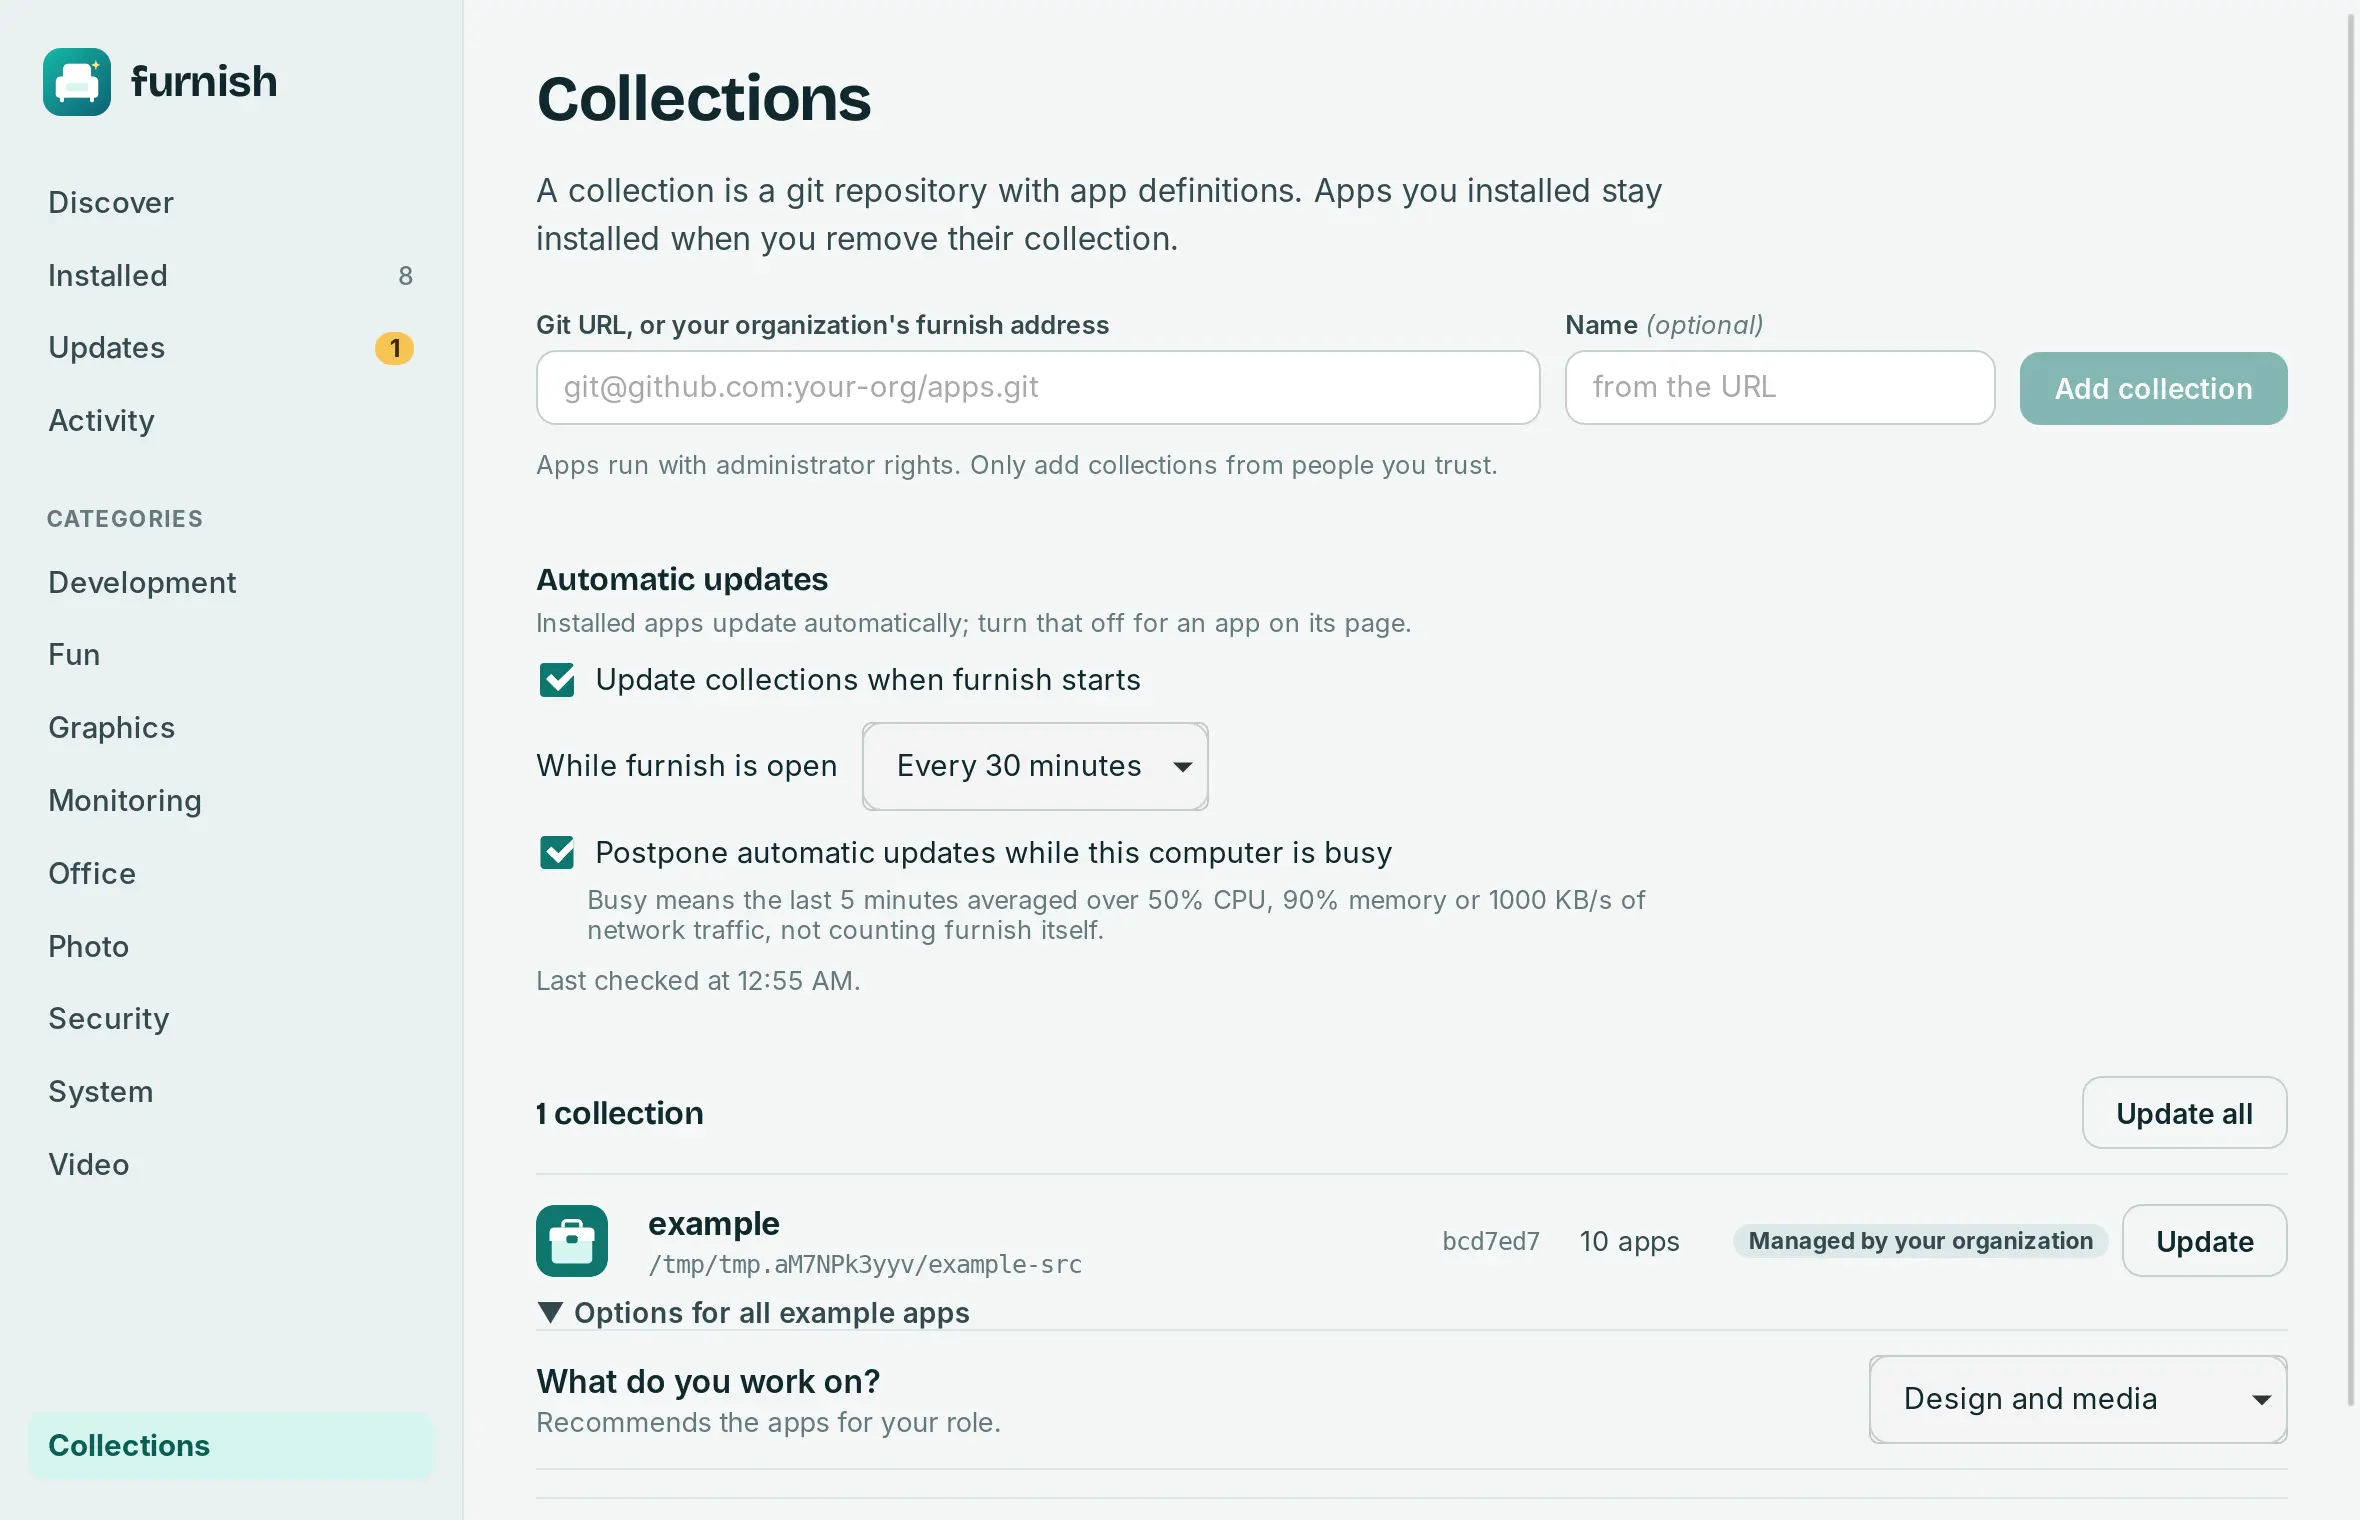 furnish
Discover
Installed 8
Updates 1
Activity
CATEGORIES
Development
Fun
Graphics
Monitoring
Office
Photo
Security
System
Video
Collections
Collections
A collection is a git repository with app definitions. Apps you installed stay
installed when you remove their collection.
Git URL, or your organization's furnish address
git@github.com:your-org/apps.git
Name (optional)
from the URL
Add collection
Apps run with administrator rights. Only add collections from people you trust.
Automatic updates
Installed apps update automatically; turn that off for an app on its page.
Update collections when furnish starts
While furnish is open Every 30 minutes
Postpone automatic updates while this computer is busy
Busy means the last 5 minutes averaged over 50% CPU, 90% memory or 1000 KB/s of
network traffic, not counting furnish itself.
Last checked at 12:55 AM.
1 collection Update all
example
/tmp/tmp.aM7NPk3yyv/example-src
bcd7ed7 10 apps Managed by your organization Update
Options for all example apps
What do you work on?
Recommends the apps for your role.
Design and media